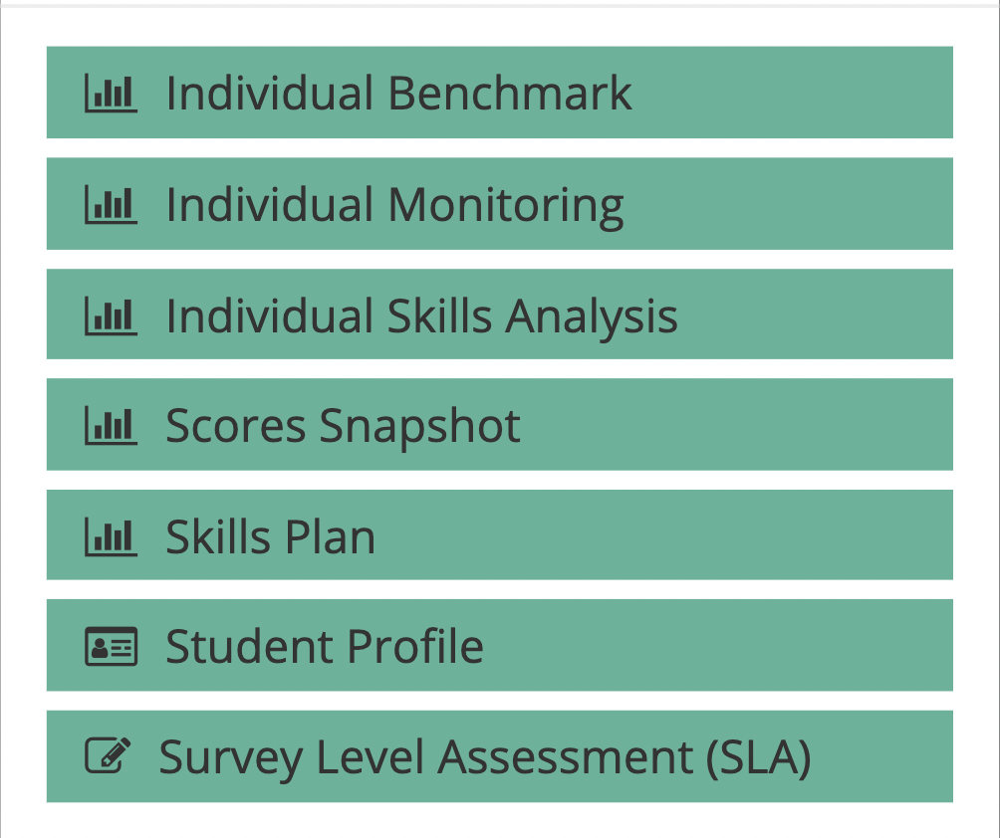 Individual Benchmark
Individual Monitoring
Individual Skills Analysis
Scores Snapshot
Skills Plan
Student Profile
Survey Level Assessment (SLA)